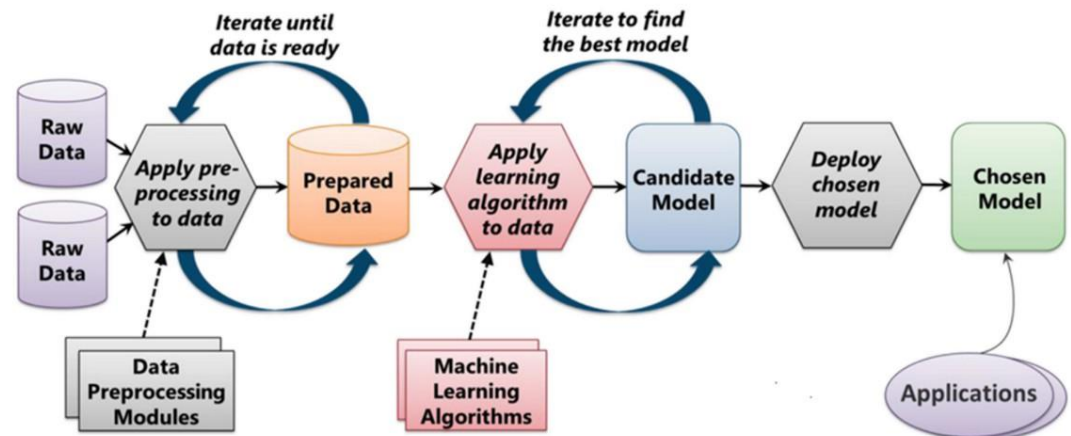 Iterate until
data is ready
Iterate to find
the best model
Raw
Data
Raw
Data
Apply pre-
processing
to data
Prepared
Data
Apply
learning
algorithm
to data
Candidate
Model
Deploy
chosen
model
Chosen
Model
Data
Preprocessing
Modules
Machine
Learning
Algorithms
Applications